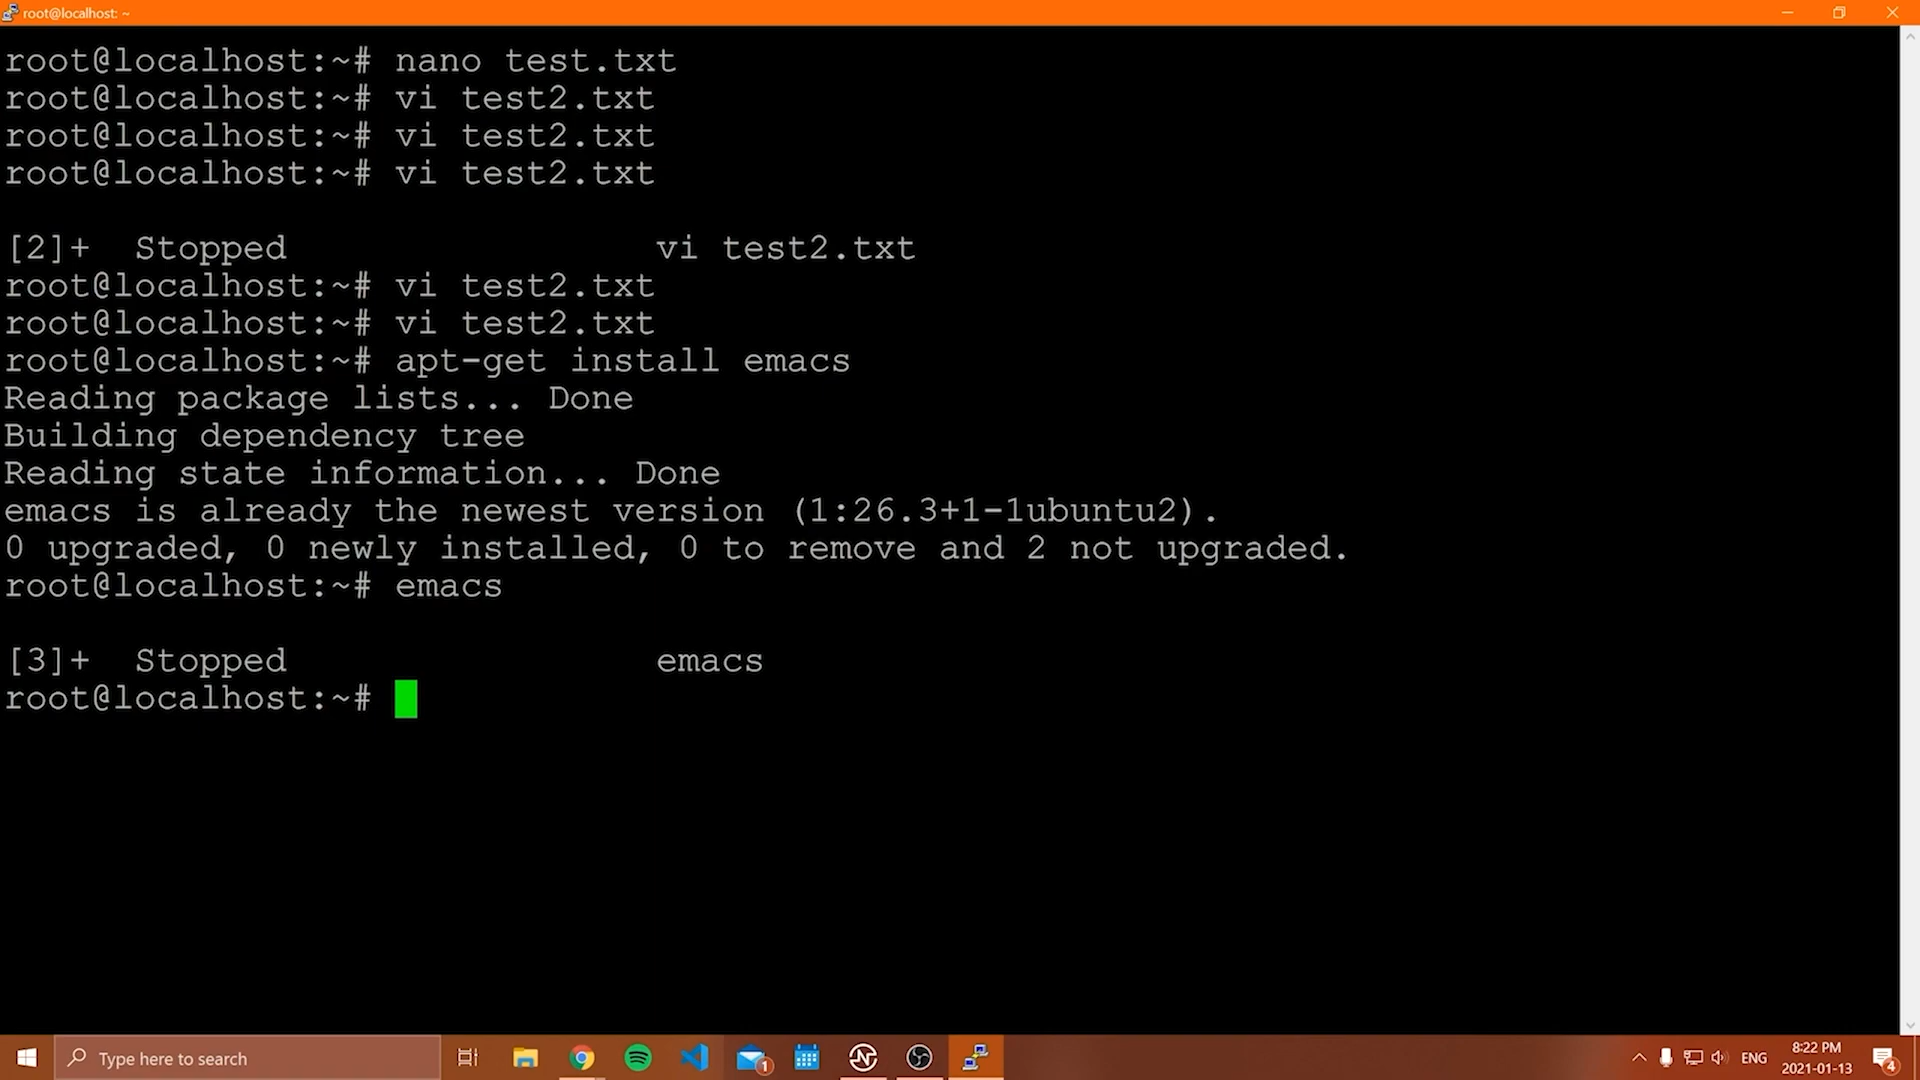 root@localhost: ~
root@localhost:~# nano test.txt
root@localhost:~# vi test2.txt
root@localhost:~# vi test2.txt
root@localhost:~# vi test2.txt
[2]+  Stopped                 vi test2.txt
root@localhost:~# vi test2.txt
root@localhost:~# vi test2.txt
root@localhost:~# apt-get install emacs
Reading package lists... Done
Building dependency tree
Reading state information... Done
emacs is already the newest version (1:26.3+1-1ubuntu2).
0 upgraded, 0 newly installed, 0 to remove and 2 not upgraded.
root@localhost:~# emacs
[3]+  Stopped                 emacs
root@localhost:~#
Type here to search
1
ENG
8:22 PM
2021-01-13
4